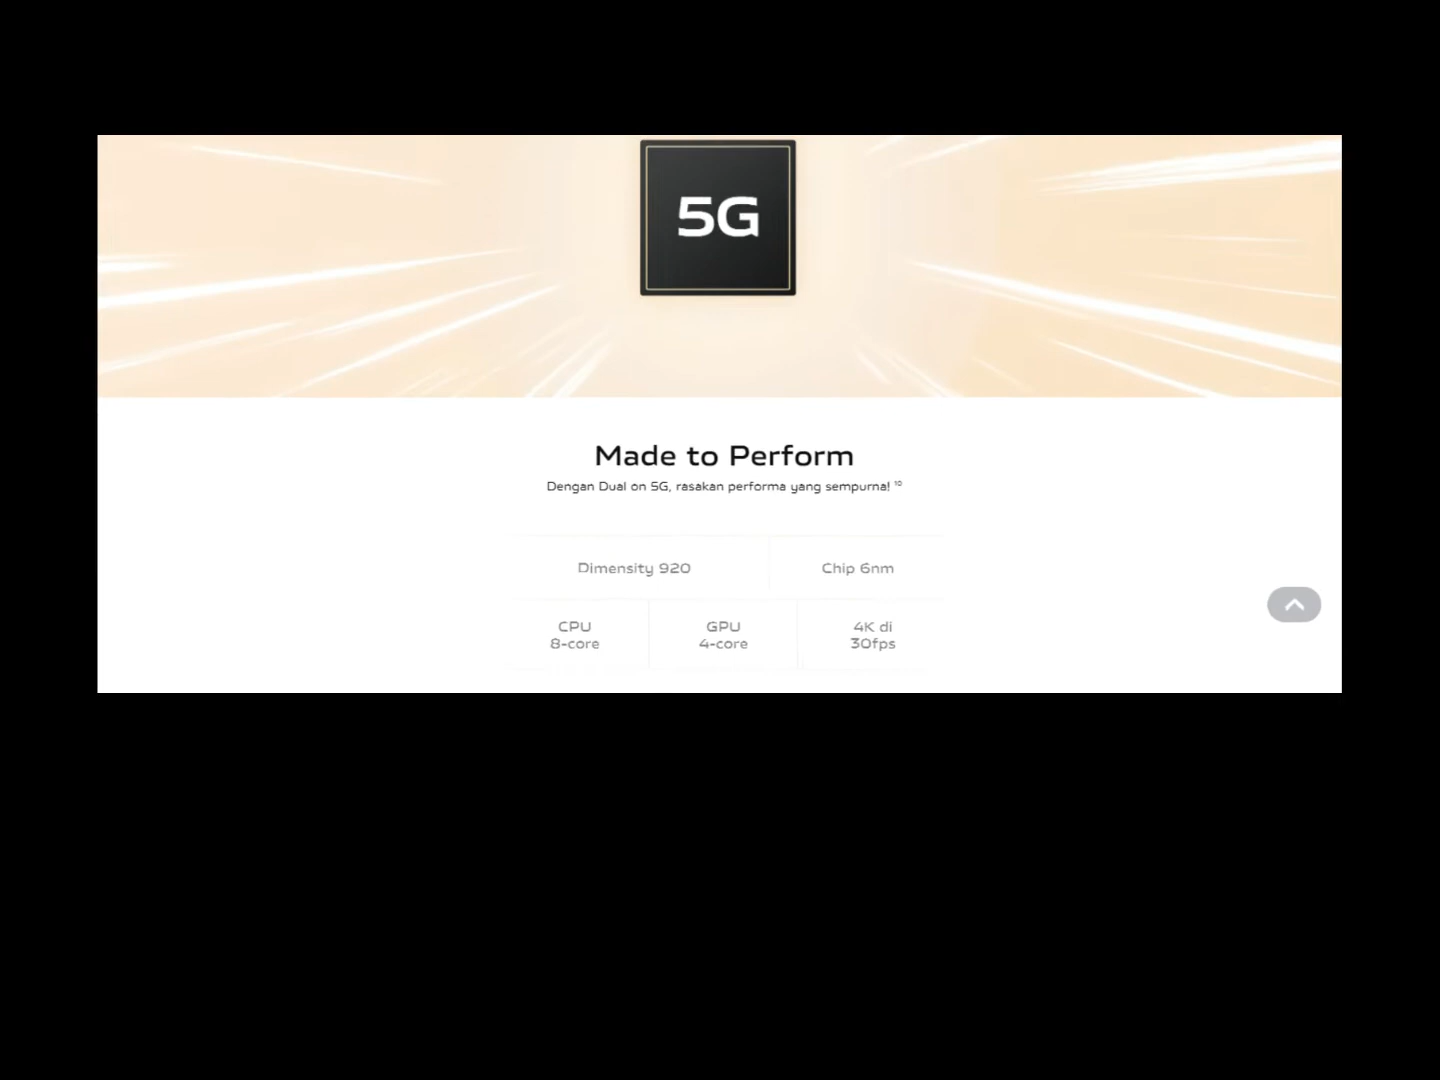 5G
Made to Perform
Dengan Dual on 5G, rasakan performa yang sempurna! ¹⁰
Dimensity 920
Chip 6nm
CPU
8-core
GPU
4-core
4K di
30fps